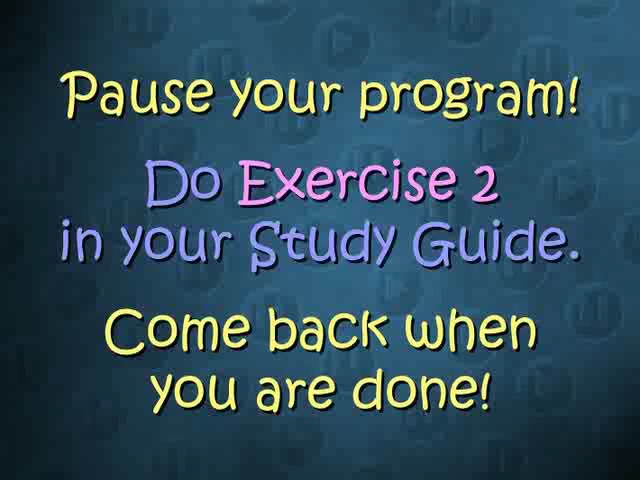 Pause your program!
Do Exercise 2
in your Study Guide.
Come back when
you are done!